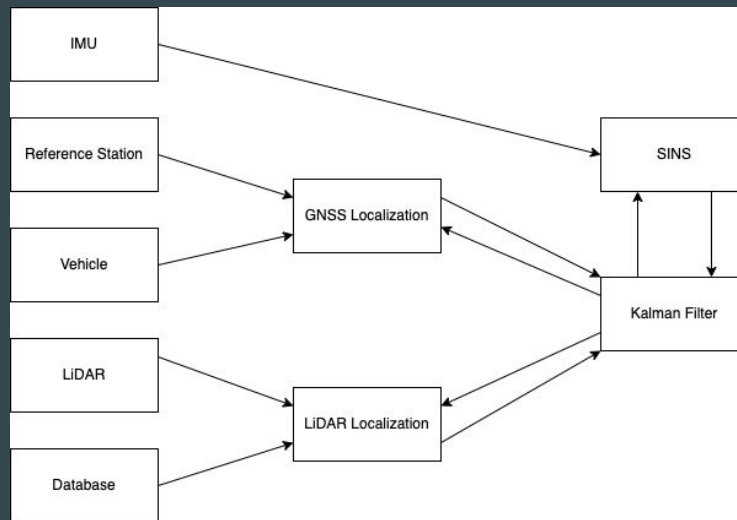 IMU
Reference Station
SINS
GNSS Localization
Vehicle
Kalman Filter
LiDAR
LiDAR Localization
Database